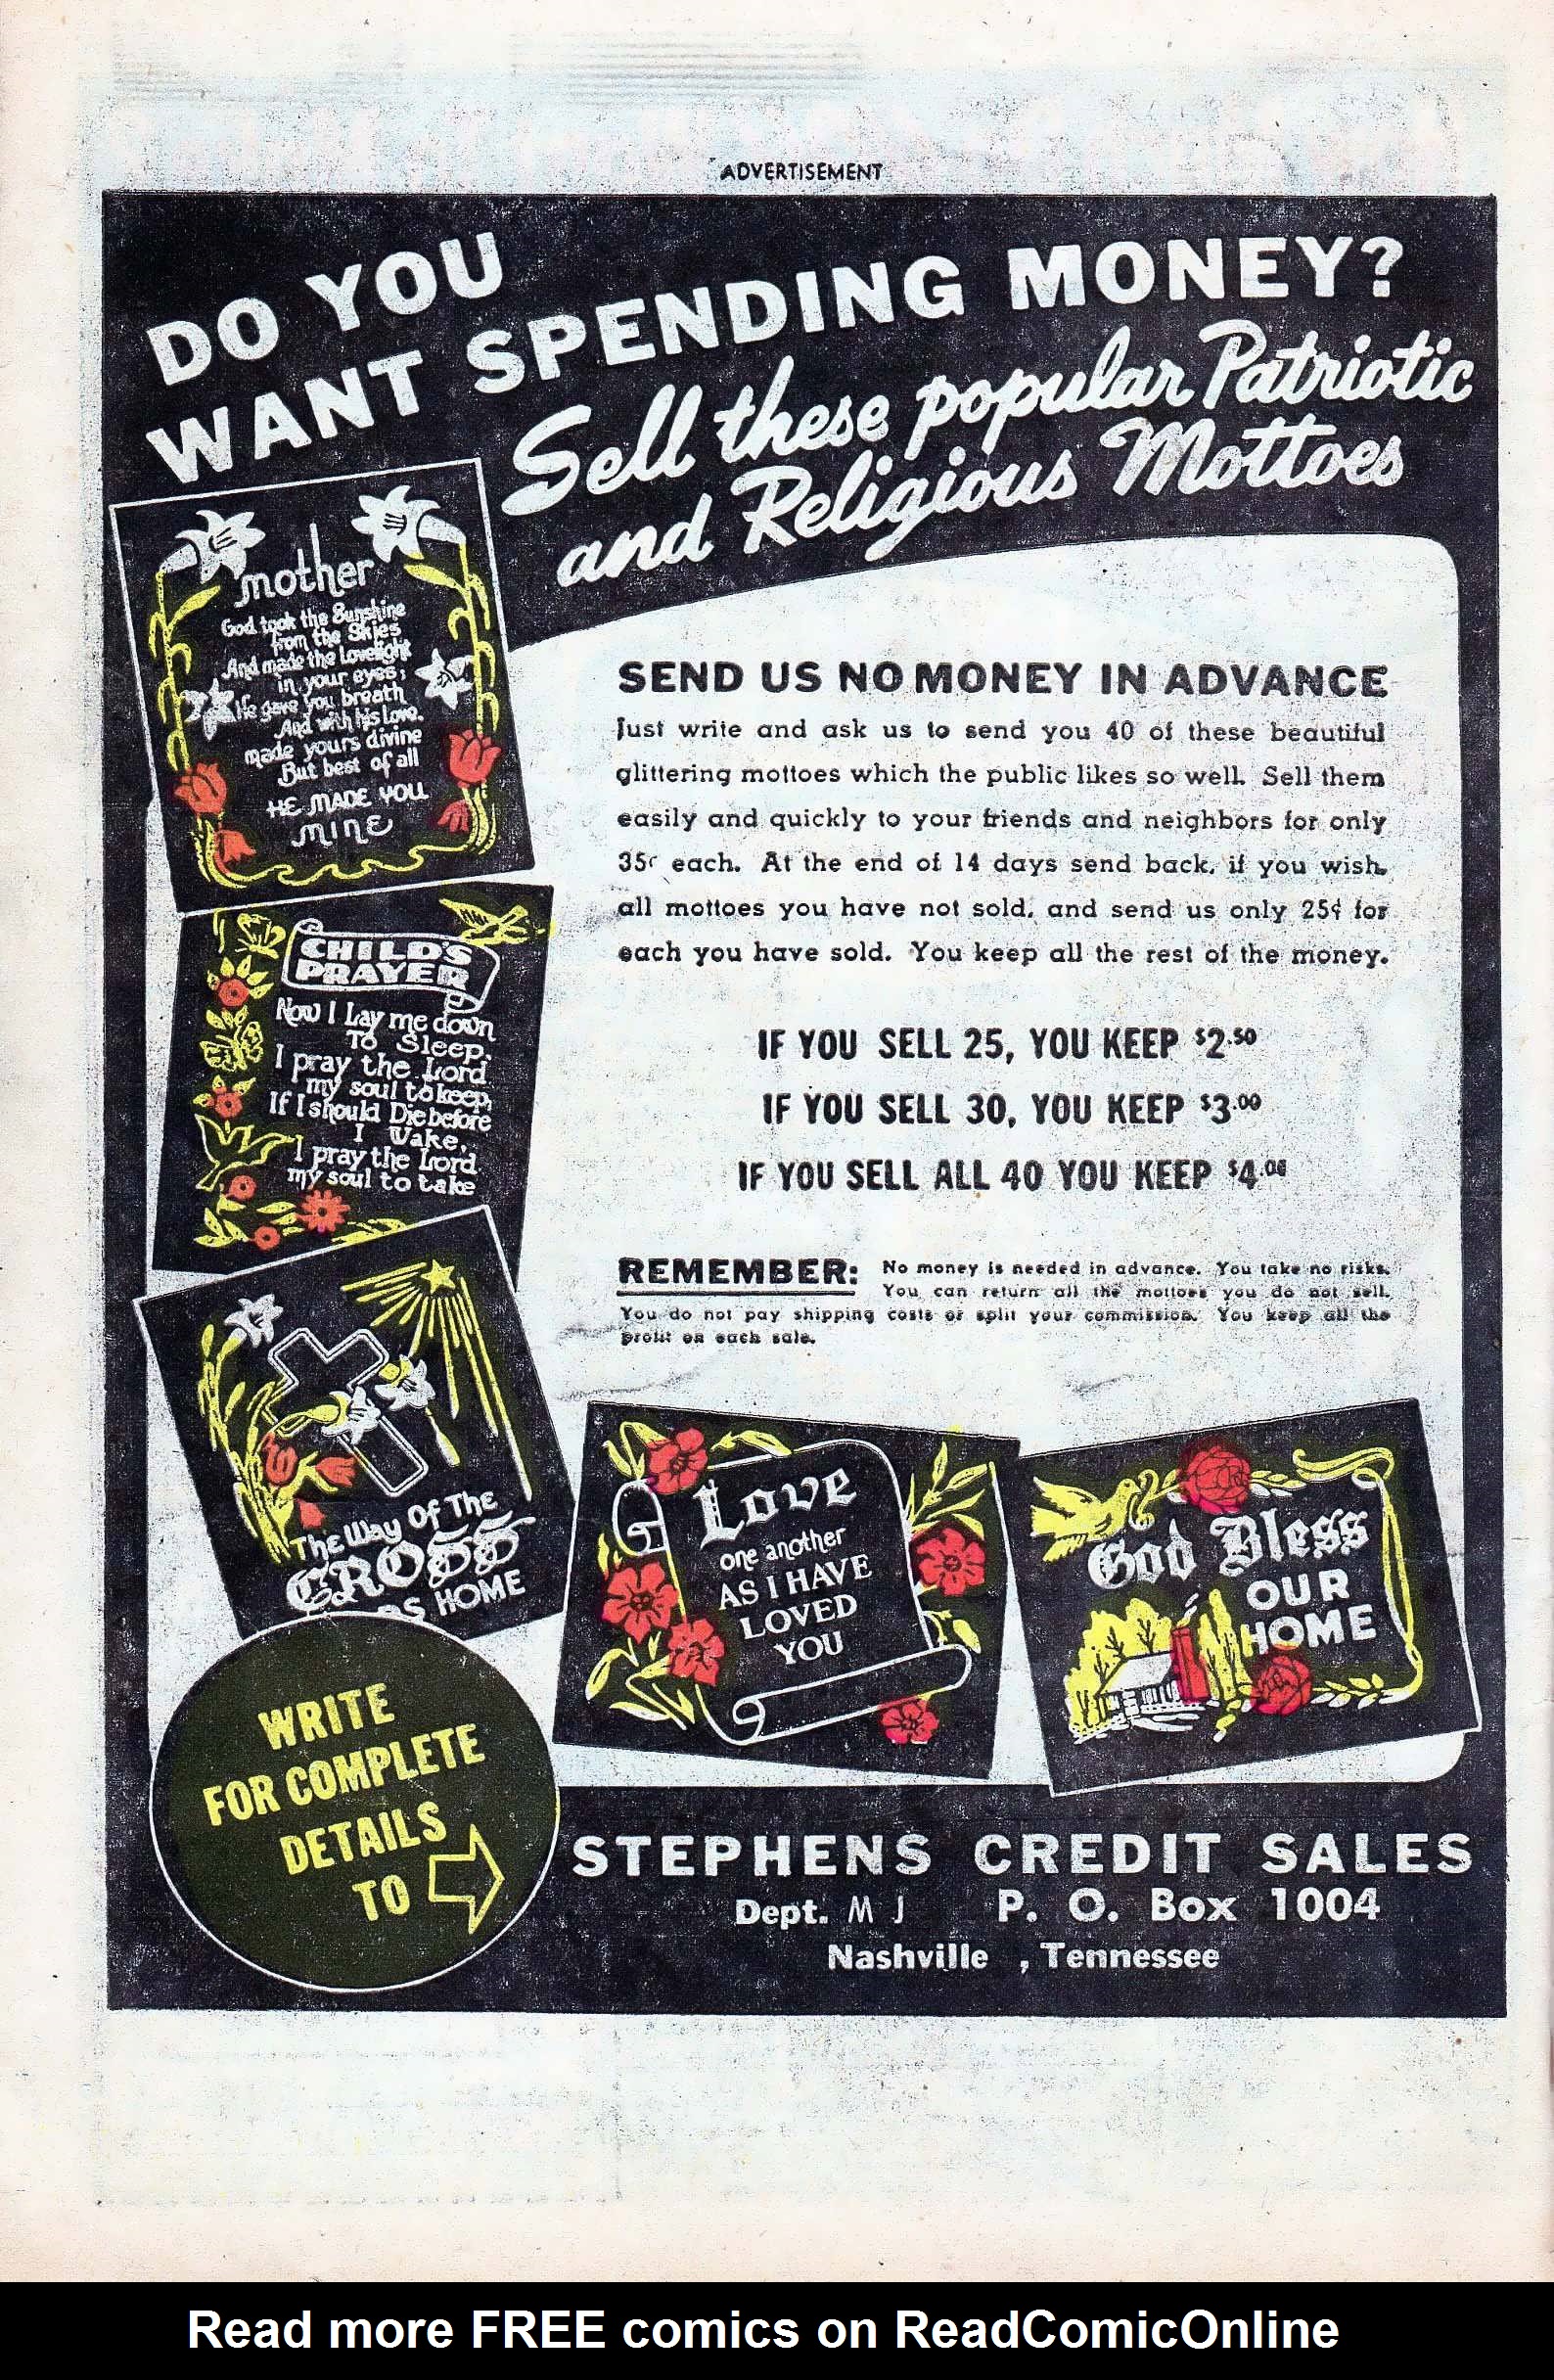 ADVERTISEMENT
DO YOU
WANT SPENDING MONEY?
Sell these popular Patriotic
and Religious Mottoes
mother
God took the Sunshine
from the Skies
And made the Lovelight
in your eyes;
He gave you breath
And with his Love.
made yours divine
But best of all
HE MADE YOU
MINE
CHILD'S
PRAYER
Now I Lay me down
To Sleep,
I pray the Lord
my soul to keep,
If I should Die before
I Wake,
I pray the Lord
my soul to take
The Way Of The
CROSS
HOME
SEND US NO MONEY IN ADVANCE
Just write and ask us to send you 40 of these beautiful
glittering mottoes which the public likes so well. Sell them
easily and quickly to your friends and neighbors for only
35¢ each. At the end of 14 days send back, if you wish,
all mottoes you have not sold, and send us only 25¢ for
each you have sold. You keep all the rest of the money.
IF YOU SELL 25, YOU KEEP $2.50
IF YOU SELL 30, YOU KEEP $3.00
IF YOU SELL ALL 40 YOU KEEP $4.00
REMEMBER: No money is needed in advance. You take no risks.
You can return all the mottoes you do not sell.
You do not pay shipping costs or split your commission. You keep all the
profit on each sale.
Love
one another
AS I HAVE
LOVED
YOU
God Bless
OUR
HOME
WRITE
FOR COMPLETE
DETAILS
TO
STEPHENS CREDIT SALES
Dept. M J P. O. Box 1004
Nashville , Tennessee
Read more FREE comics on ReadComicOnline